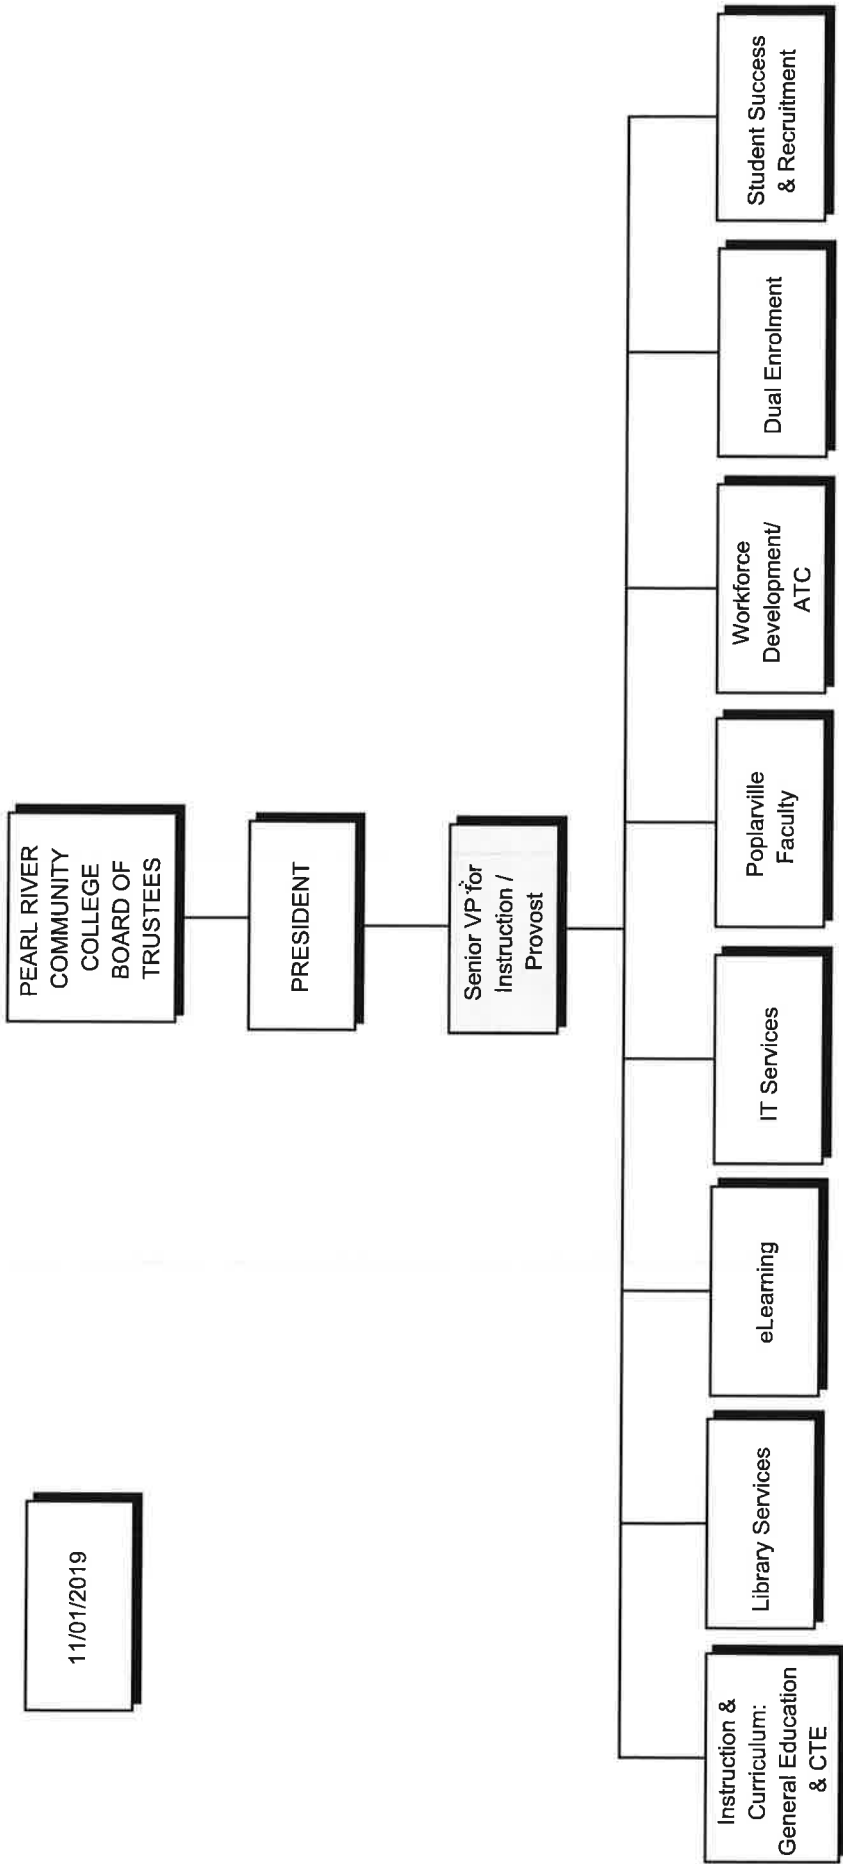 11/01/2019
PEARL RIVER
COMMUNITY
COLLEGE
BOARD OF
TRUSTEES
PRESIDENT
Senior VP for
Instruction /
Provost
Instruction &
Curriculum:
General Education
& CTE
Library Services
eLearning
IT Services
Poplarville
Faculty
Workforce
Development/
ATC
Dual Enrolment
Student Success
& Recruitment